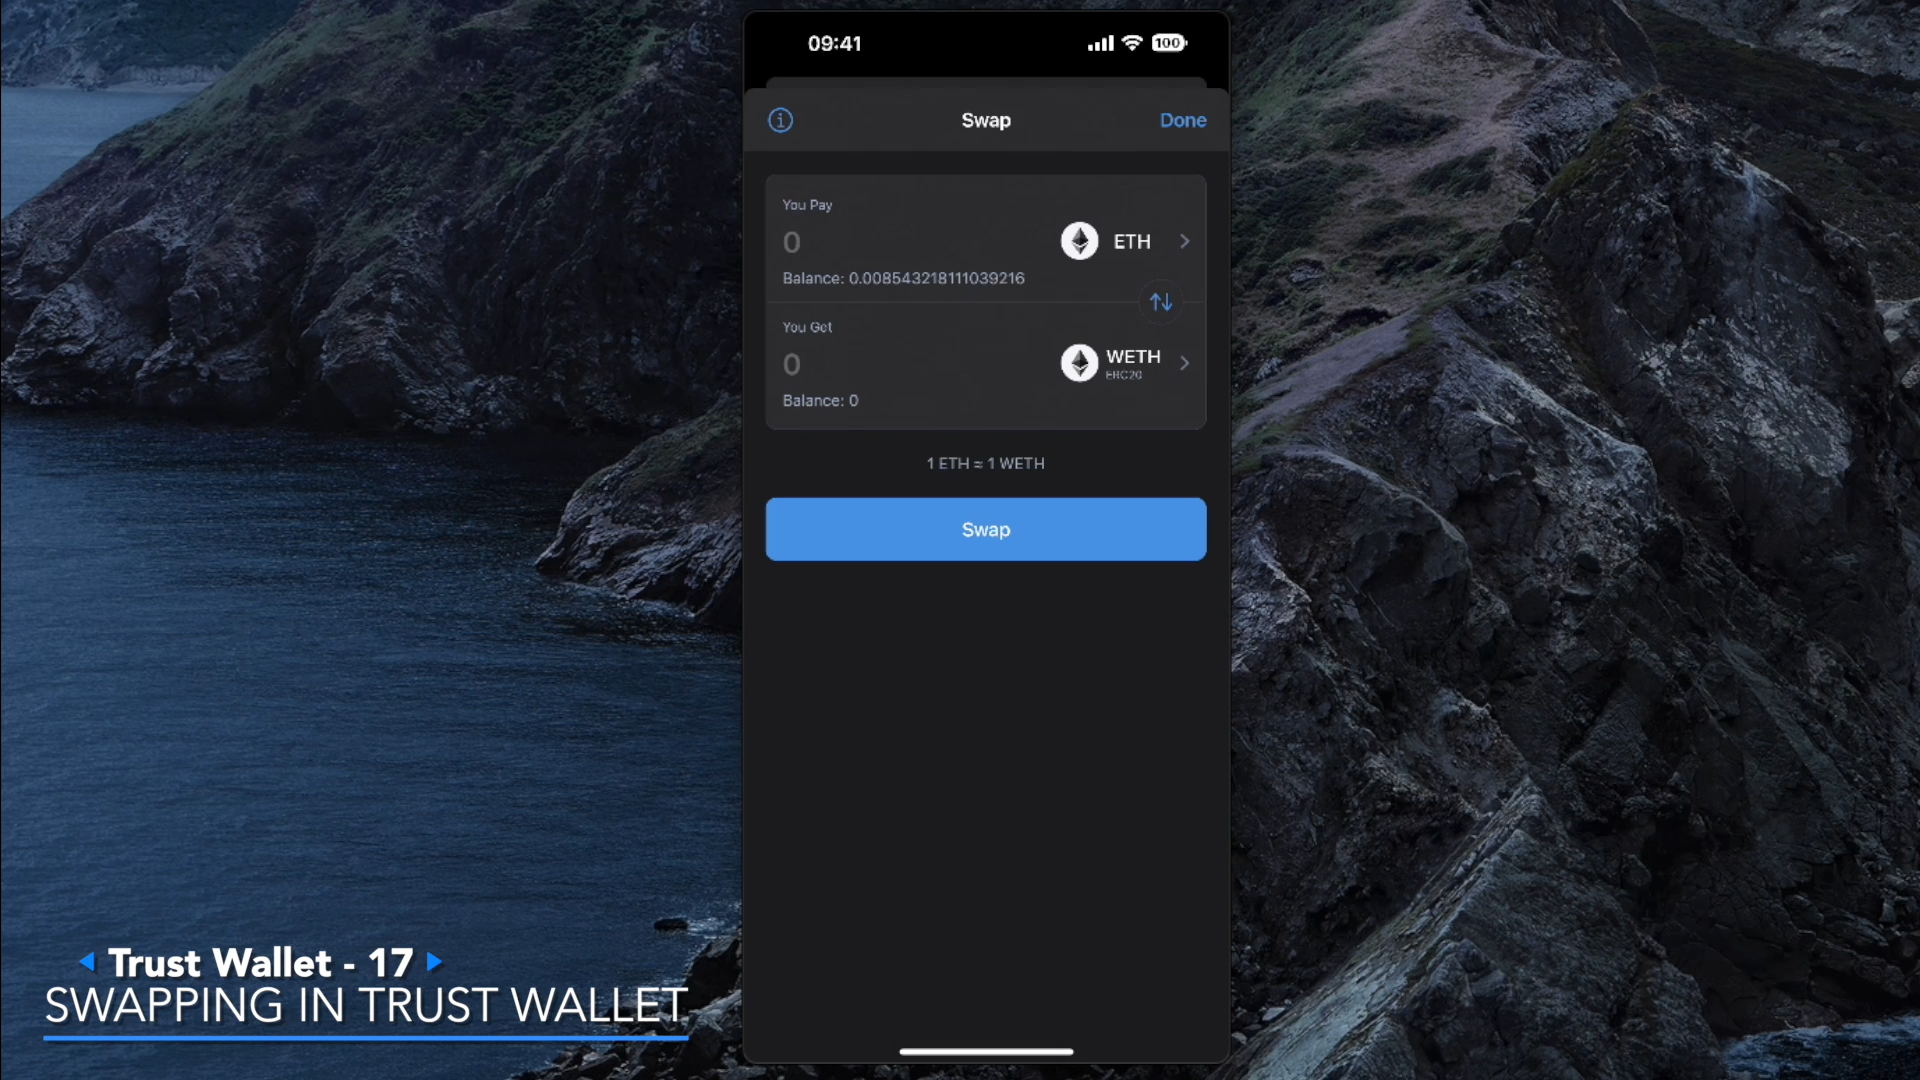 09:41
100
Swap
Done
You Pay
0
ETH
Balance: 0.008543218111039216
You Get
0
WETH
ERC20
Balance: 0
1 ETH ≈ 1 WETH
Swap
Trust Wallet - 17
SWAPPING IN TRUST WALLET